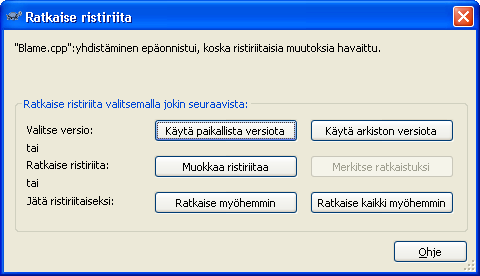 Ratkaise ristiriita
"Blame.cpp":yhdistäminen epäonnistui, koska ristiriitaisia muutoksia havaittu.
Ratkaise ristiriita valitsemalla jokin seuraavista:
Valitse versio: Käytä paikallista versiota Käytä arkiston versiota
tai
Ratkaise ristiriita: Muokkaa ristiriitaa Merkitse ratkaistuksi
tai
Jätä ristiriitaiseksi: Ratkaise myöhemmin Ratkaise kaikki myöhemmin
Ohje